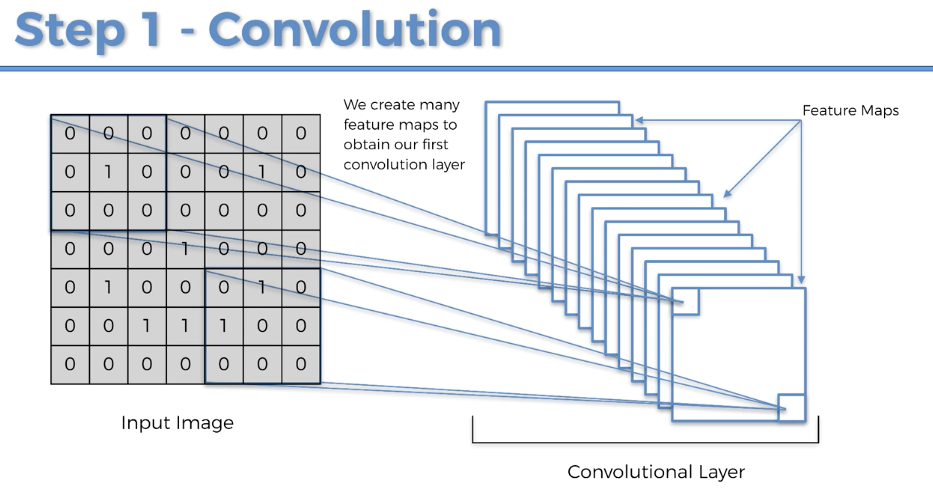 Step 1 - Convolution
We create many
feature maps to
obtain our first
convolution layer
Feature Maps
0 0 0 0 0 0 0
0 1 0 0 0 1 0
0 0 0 0 0 0 0
0 0 0 1 0 0 0
0 1 0 0 0 1 0
0 0 1 1 1 0 0
0 0 0 0 0 0 0
Input Image
Convolutional Layer